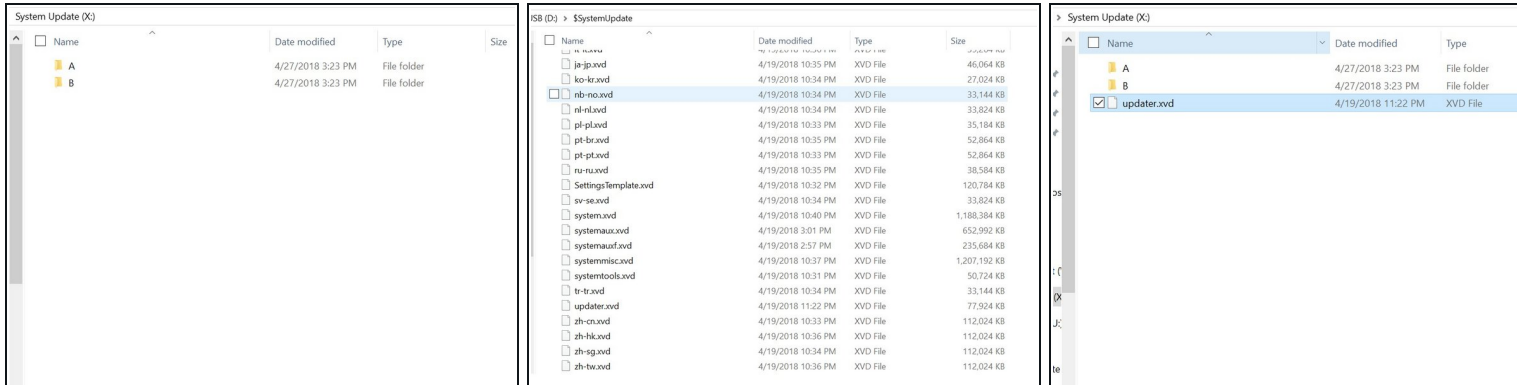 System Update (X:)
Name Date modified Type Size
A 4/27/2018 3:23 PM File folder
B 4/27/2018 3:23 PM File folder
ISB (D:) > $SystemUpdate
Name Date modified Type Size
ja-jp.xvd 4/19/2018 10:35 PM XVD File 46,064 KB
ko-kr.xvd 4/19/2018 10:34 PM XVD File 27,024 KB
nb-no.xvd 4/19/2018 10:34 PM XVD File 33,144 KB
nl-nl.xvd 4/19/2018 10:34 PM XVD File 33,824 KB
pl-pl.xvd 4/19/2018 10:33 PM XVD File 35,184 KB
pt-br.xvd 4/19/2018 10:35 PM XVD File 52,864 KB
pt-pt.xvd 4/19/2018 10:33 PM XVD File 52,864 KB
ru-ru.xvd 4/19/2018 10:35 PM XVD File 38,584 KB
SettingsTemplate.xvd 4/19/2018 10:32 PM XVD File 120,784 KB
sv-se.xvd 4/19/2018 10:34 PM XVD File 33,824 KB
system.xvd 4/19/2018 10:40 PM XVD File 1,188,384 KB
systemaux.xvd 4/19/2018 3:01 PM XVD File 652,992 KB
systemauxf.xvd 4/19/2018 2:57 PM XVD File 235,684 KB
systemmisc.xvd 4/19/2018 10:37 PM XVD File 1,207,192 KB
systemtools.xvd 4/19/2018 10:31 PM XVD File 50,724 KB
tr-tr.xvd 4/19/2018 10:34 PM XVD File 33,144 KB
updater.xvd 4/19/2018 11:22 PM XVD File 77,924 KB
zh-cn.xvd 4/19/2018 10:33 PM XVD File 112,024 KB
zh-hk.xvd 4/19/2018 10:36 PM XVD File 112,024 KB
zh-sg.xvd 4/19/2018 10:34 PM XVD File 112,024 KB
zh-tw.xvd 4/19/2018 10:36 PM XVD File 112,024 KB
> System Update (X:)
Name Date modified Type
A 4/27/2018 3:23 PM File folder
B 4/27/2018 3:23 PM File folder
updater.xvd 4/19/2018 11:22 PM XVD File